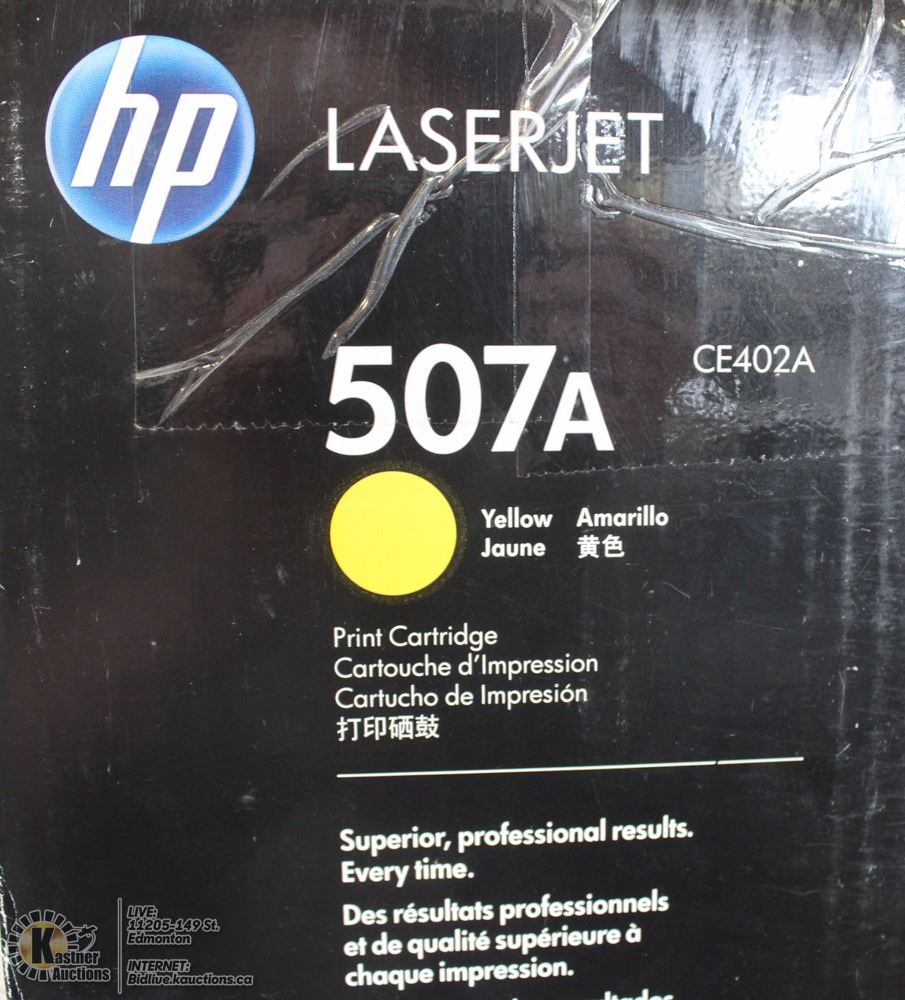 hp
LASERJET
507A
CE402A
Yellow Amarillo
Jaune 黄色
Print Cartridge
Cartouche d'Impression
Cartucho de Impresión
打印硒鼓
Superior, professional results.
Every time.
Des résultats professionnels
et de qualité supérieure à
chaque impression.
Kastner
Auctions
LIVE:
11205-149 St.
Edmonton
INTERNET:
Bidlive.kauctions.ca